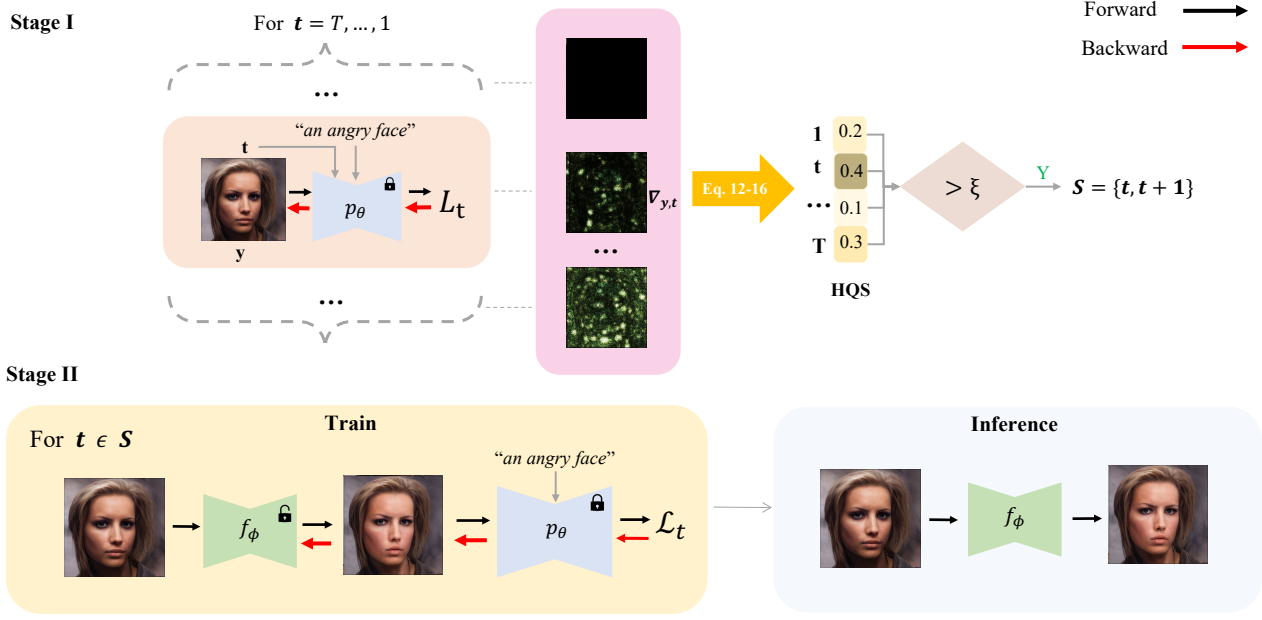 Stage I
For t = T, …, 1
Forward
Backward
...
"an angry face"
t
p_θ
L_t
y
...
∇_{y,t}
...
Eq. 12-16
1 0.2
t 0.4
... 0.1
T 0.3
HQS
> ξ
Y
S = {t, t + 1}
Stage II
Train
For t ϵ S
"an angry face"
f_ϕ
p_θ
ℒ_t
Inference
f_ϕ